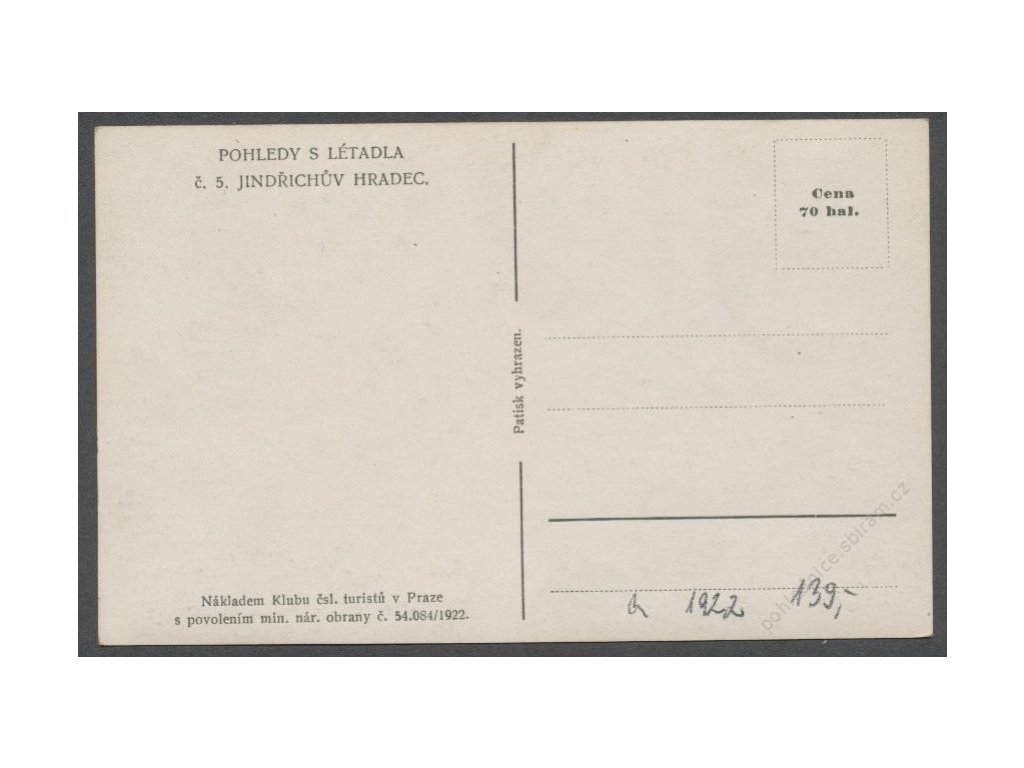 POHLEDY S LÉTADLA
č. 5. JINDŘICHŮV HRADEC.
Cena
70 hal.
Patisk vyhrazen.
Nákladem Klubu čsl. turistů v Praze
s povolením min. nár. obrany č. 54.084/1922.
1922 139,-
pohlednice.sbiram.cz